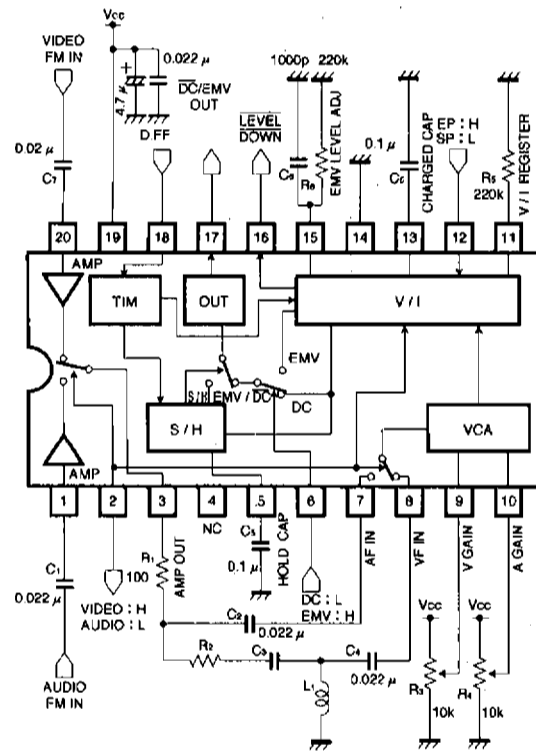 Vcc
VIDEO
FM IN
+
4.7 μ
0.022 μ
DC/EMV
OUT
D.FF
LEVEL
DOWN
1000p
220k
EMV LEVEL ADJ
0.1 μ
CHARGED CAP
EP : H
SP : L
V / I REGISTER
R5
220k
0.02 μ
C7
R6
20
19
18
17
16
15
14
13
12
11
AMP
TIM
OUT
V / I
EMV
S/H
EMV / DC
DC
S / H
VCA
AMP
1
2
3
4
5
6
7
8
9
10
NC
C1
0.022 μ
VIDEO : H
AUDIO : L
R1
100
AMP OUT
C5
0.1 μ
HOLD CAP
DC : L
EMV : H
AF IN
VF IN
V GAIN
A GAIN
C2
0.022 μ
R2
C3
C4
0.022 μ
L1
Vcc
Vcc
R3
10k
R4
10k
AUDIO
FM IN